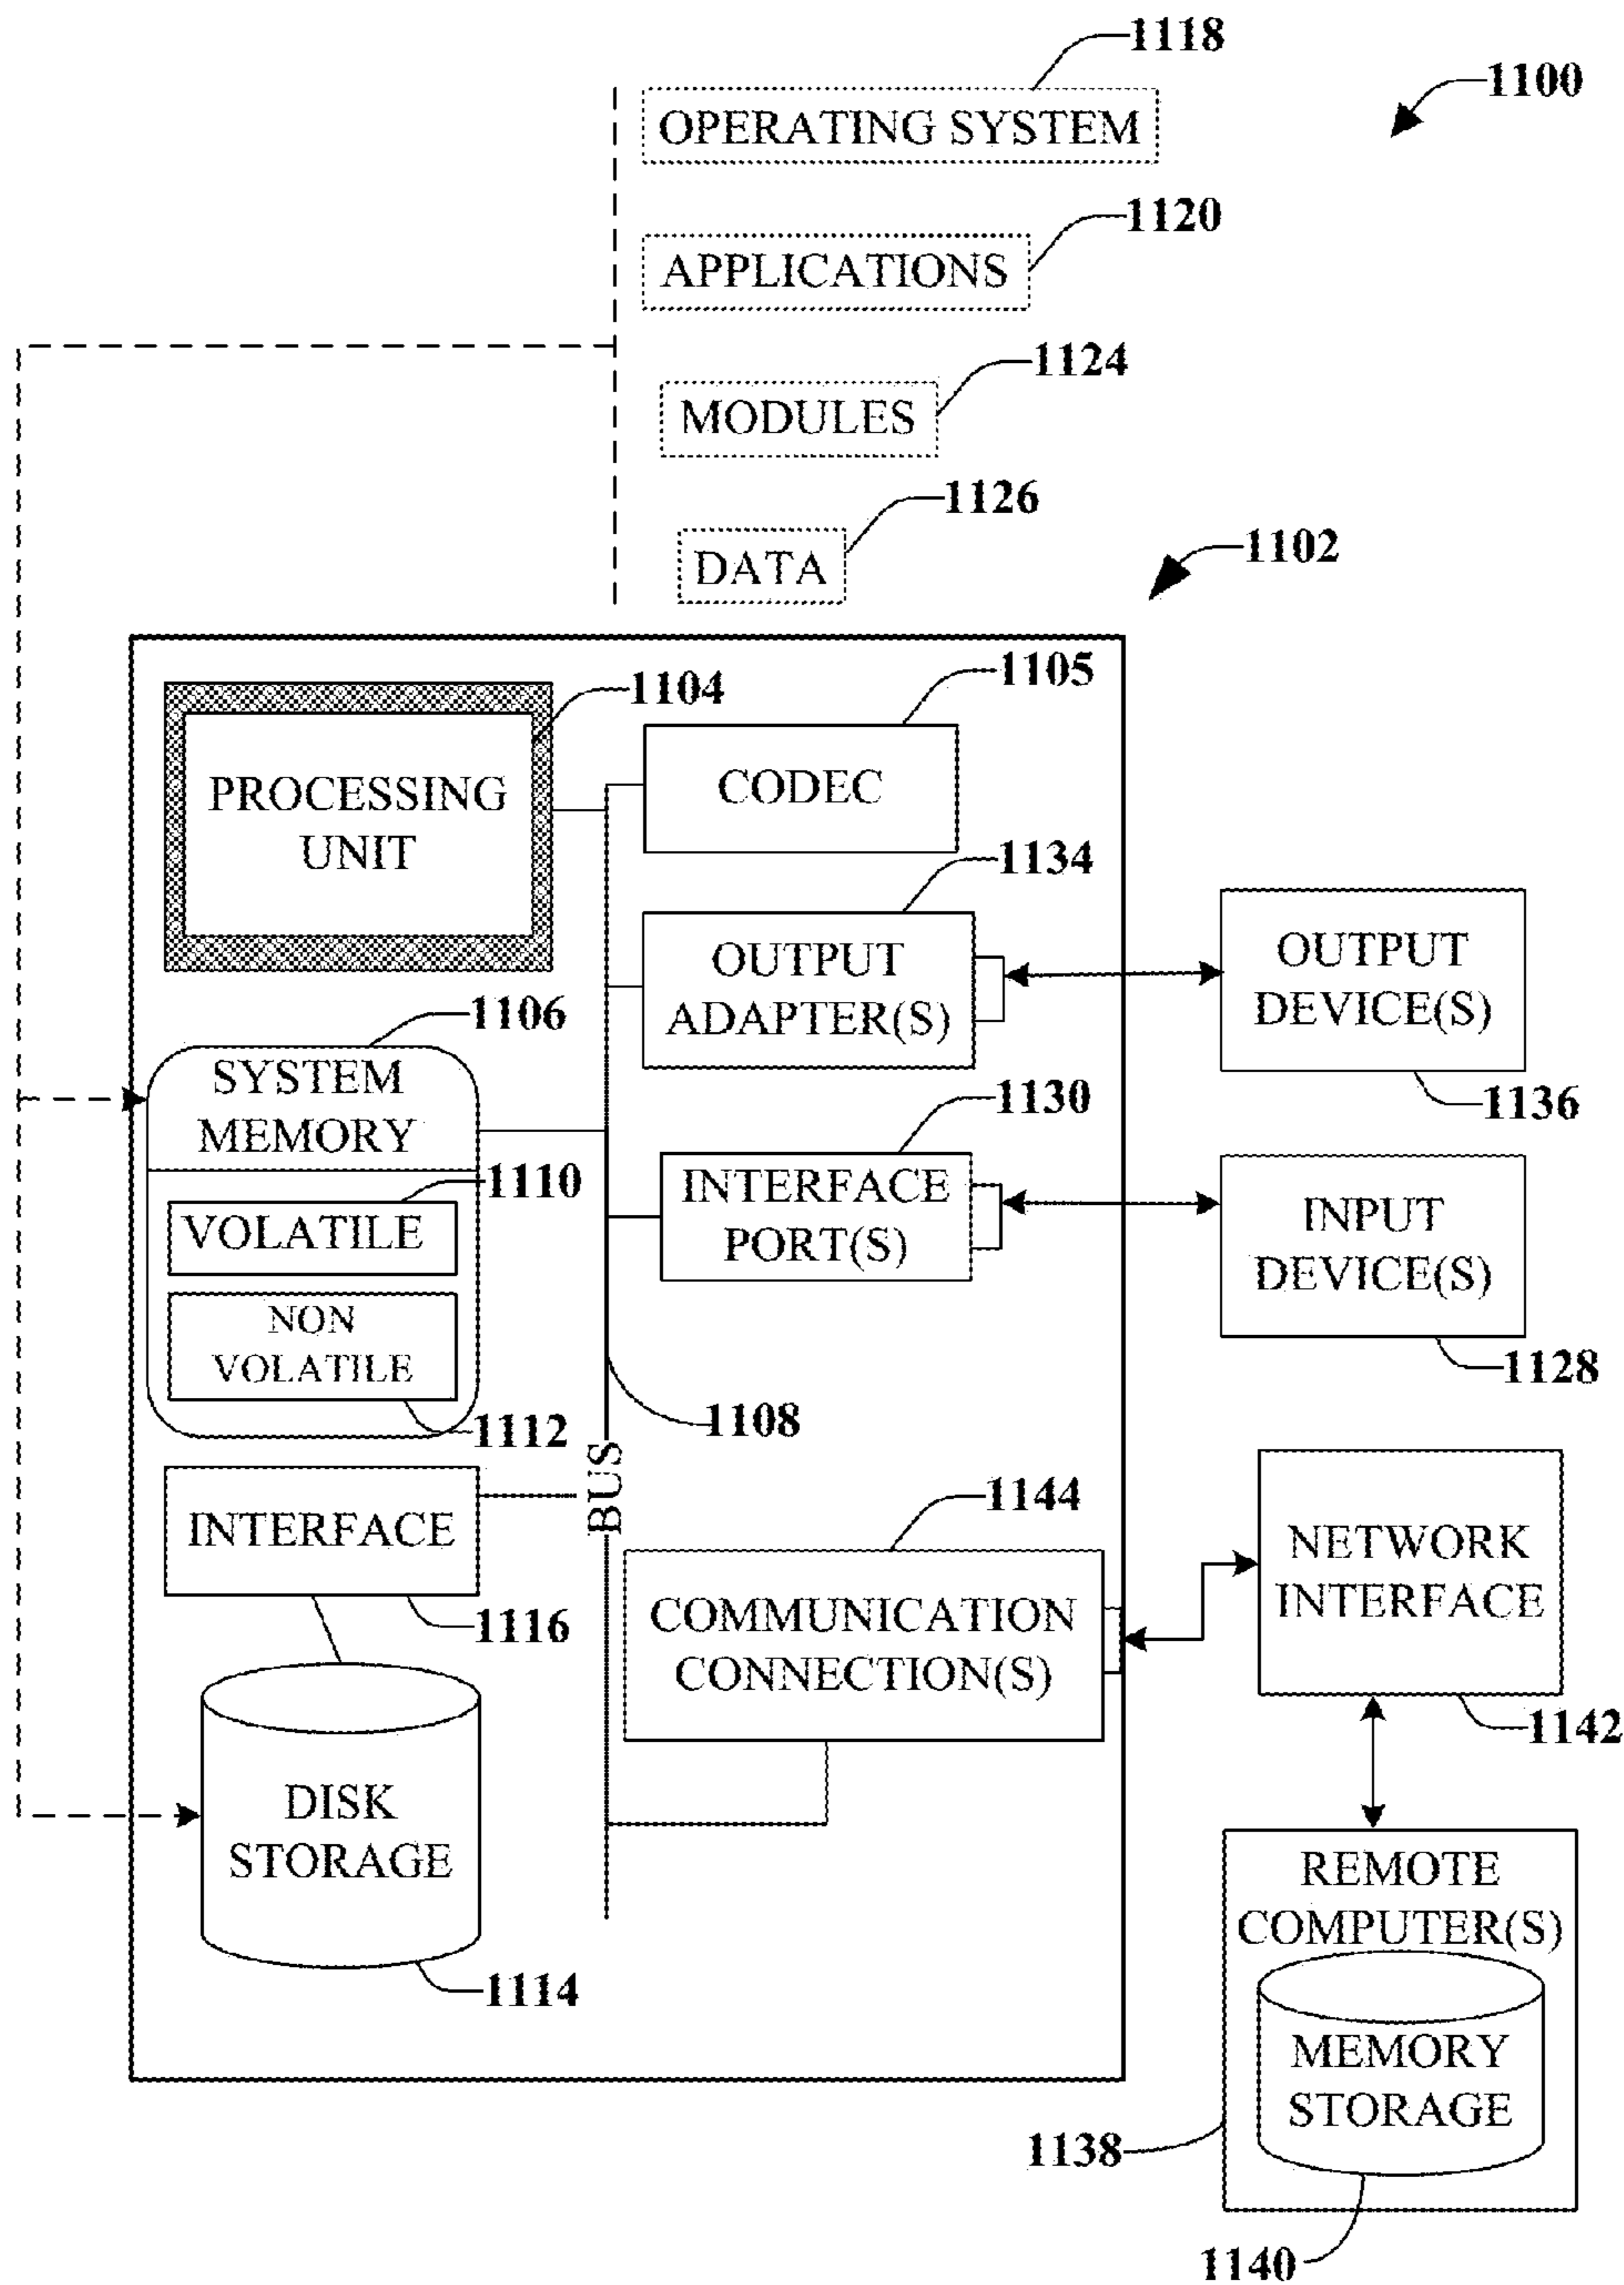 1118
1100
OPERATING SYSTEM
1120
APPLICATIONS
1124
MODULES
1126
DATA
1102
1104
1105
PROCESSING
UNIT
CODEC
1134
OUTPUT
ADAPTER(S)
OUTPUT
DEVICE(S)
1136
1106
SYSTEM
MEMORY
1110
VOLATILE
NON
VOLATILE
1112
1130
INTERFACE
PORT(S)
INPUT
DEVICE(S)
1128
1108
BUS
INTERFACE
1116
1144
COMMUNICATION
CONNECTION(S)
NETWORK
INTERFACE
1142
DISK
STORAGE
1114
REMOTE
COMPUTER(S)
MEMORY
STORAGE
1138
1140